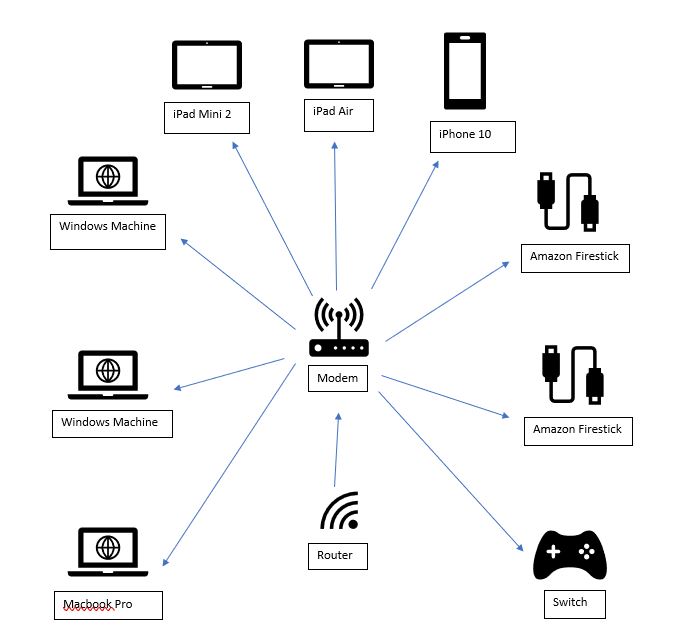 iPad Mini 2
iPad Air
iPhone 10
Windows Machine
Amazon Firestick
Modem
Windows Machine
Amazon Firestick
Router
Macbook Pro
Switch